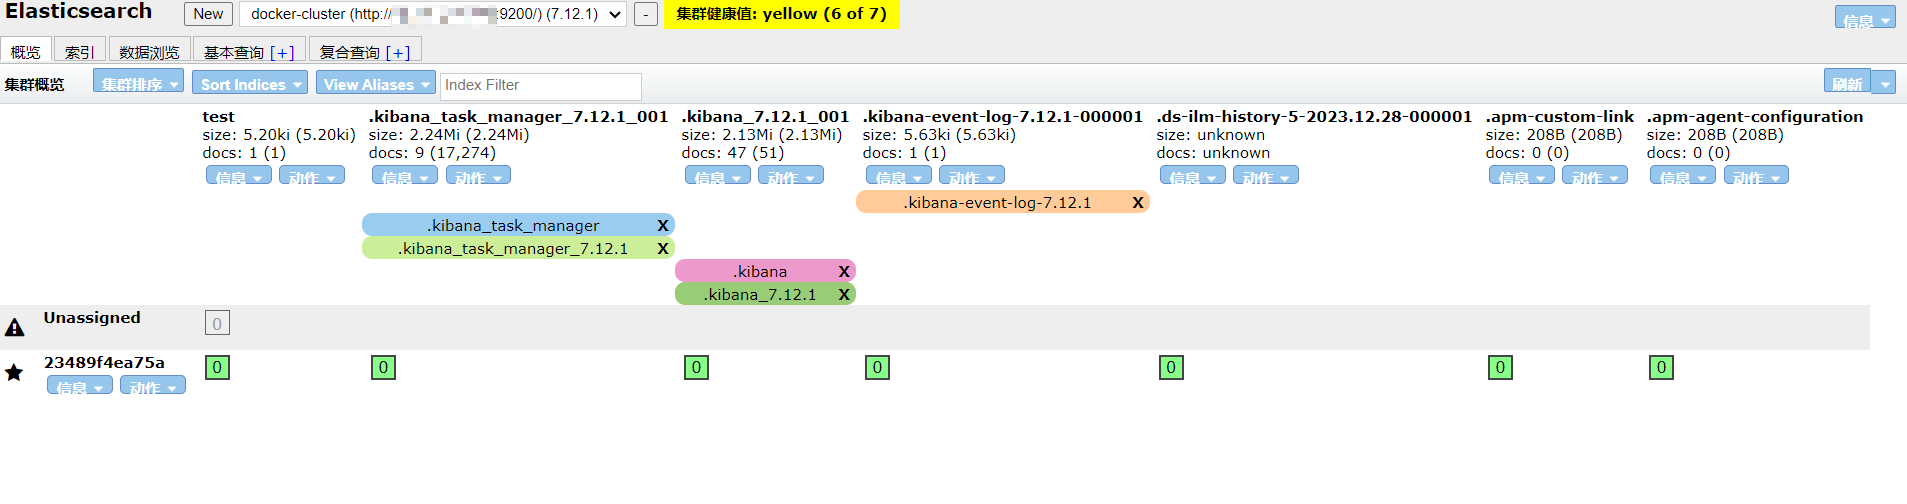 Elasticsearch New docker-cluster (http:// :9200/) (7.12.1) - 集群健康值: yellow (6 of 7) 信息
概览 索引 数据浏览 基本查询 [+] 复合查询 [+]
集群概览 集群排序 Sort Indices View Aliases Index Filter 刷新
test .kibana_task_manager_7.12.1_001 .kibana_7.12.1_001 .kibana-event-log-7.12.1-000001 .ds-ilm-history-5-2023.12.28-000001 .apm-custom-link .apm-agent-configuration
size: 5.20ki (5.20ki) size: 2.24Mi (2.24Mi) size: 2.13Mi (2.13Mi) size: 5.63ki (5.63ki) size: unknown size: 208B (208B) size: 208B (208B)
docs: 1 (1) docs: 9 (17,274) docs: 47 (51) docs: 1 (1) docs: unknown docs: 0 (0) docs: 0 (0)
信息 动作 信息 动作 信息 动作 信息 动作 信息 动作 信息 动作 信息 动作
.kibana-event-log-7.12.1 X
.kibana_task_manager X
.kibana_task_manager_7.12.1 X
.kibana X
.kibana_7.12.1 X
Unassigned 0
23489f4ea75a 0 0 0 0 0 0 0
信息 动作